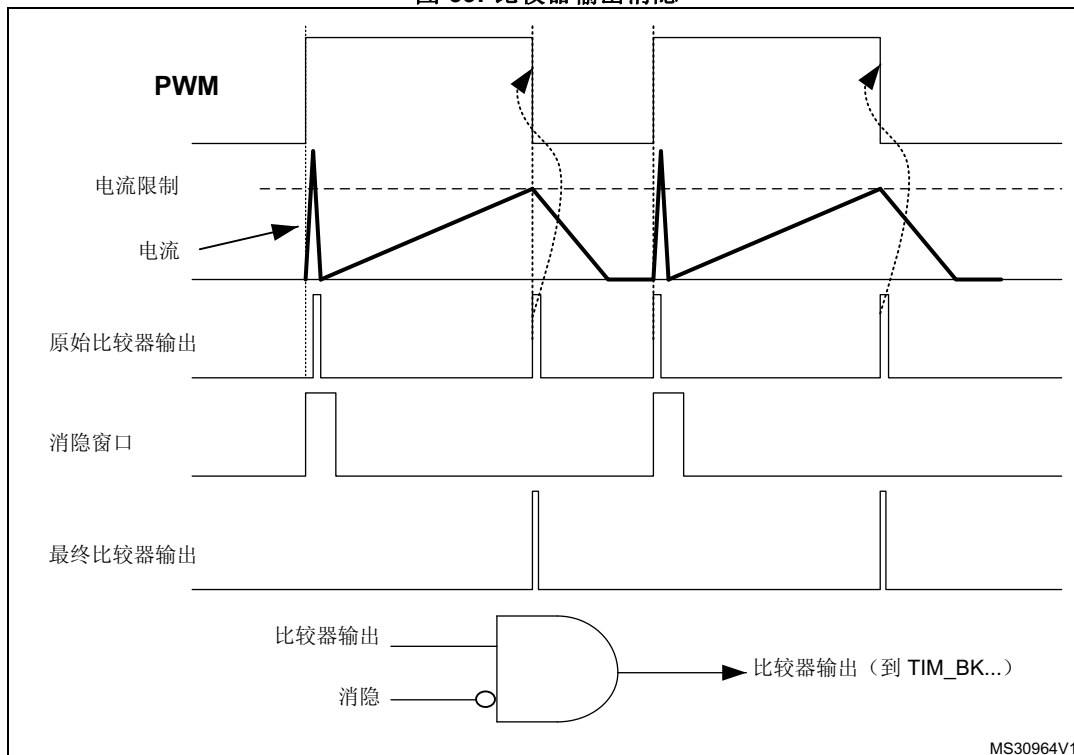 PWM
电流限制
电流
原始比较器输出
消隐窗口
最终比较器输出
比较器输出
比较器输出（到 TIM_BK...）
消隐
MS30964V1